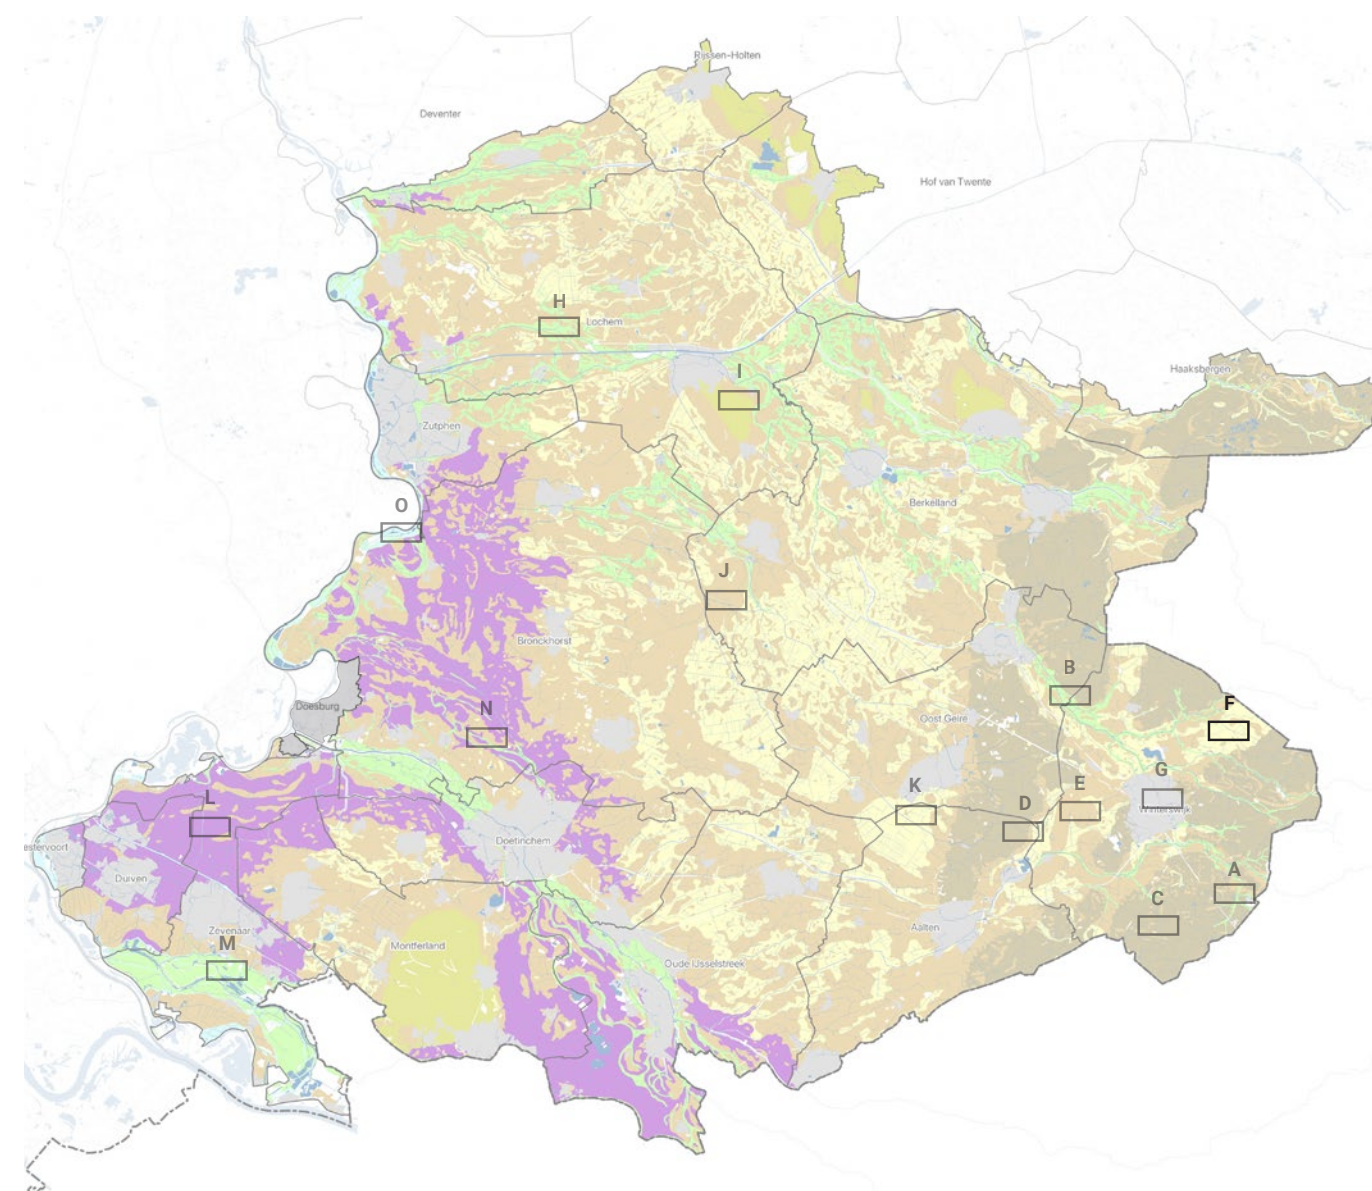 Rijssen-Holten
Deventer
Hof van Twente
H
Lochem
Haaksbergen
I
Zutphen
Berkelland
O
J
Bronckhorst
B
F
Doesburg
N
Oost Gelre
G
K
E
L
D
Winterswijk
Doetinchem
estervoort
Duiven
A
C
Zevenaar
M
Montferland
Aalten
Oude IJsselstreek